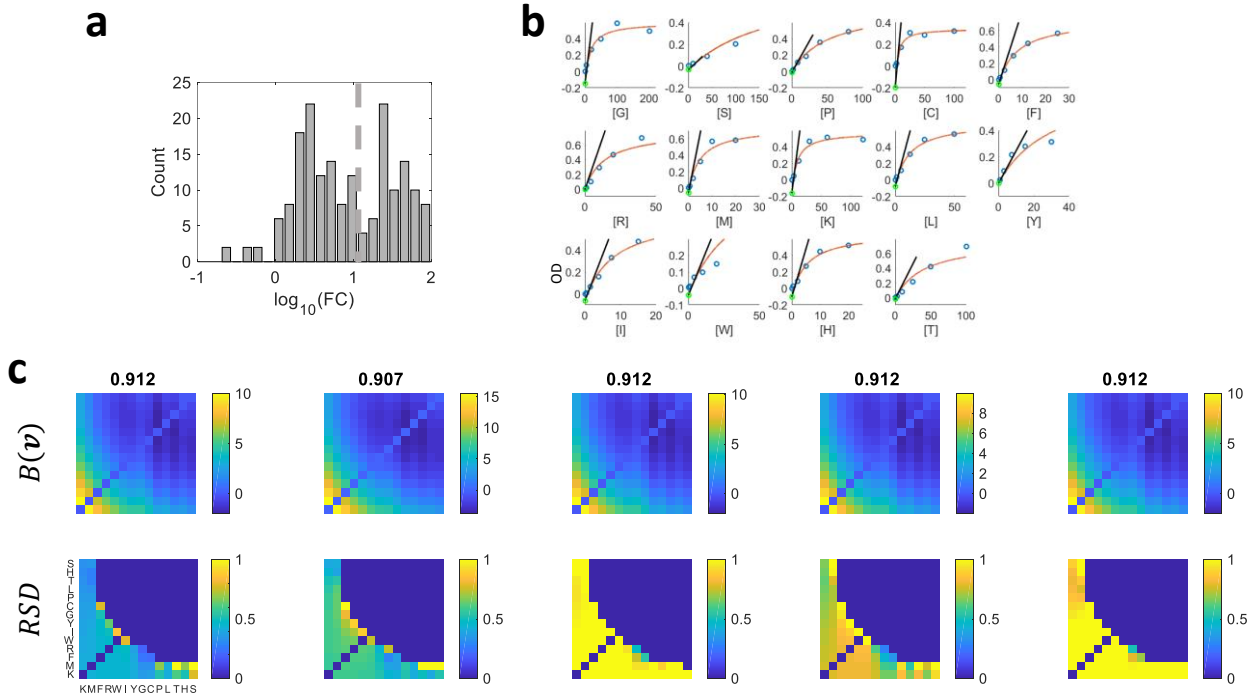 a
25
20
15
10
5
0
Count
-1 0 1 2
log10(FC)
b
0.4
0.2
0
-0.2
0 100 200
[G]
0.4
0.2
0
-0.2
0 50 100 150
[S]
0.4
0.2
0
-0.2
0 50 100
[P]
0.4
0.2
0
-0.2
0 50 100
[C]
0.6
0.4
0.2
0
0 10 20 30
[F]
0.6
0.4
0.2
0
0 50
[R]
0.6
0.4
0.2
0
0 10 20 30
[M]
0.6
0.4
0.2
0
-0.2
0 50 100
[K]
0.4
0.2
0
-0.2
0 50
[L]
0.4
0.2
0
0 20 40
[Y]
OD
0.4
0.2
0
0 10 20
[I]
0.2
0.1
0
-0.1
0 50
[W]
0.4
0.2
0
-0.2
0 10 20
[H]
0.6
0.4
0.2
0
0 50 100
[T]
c
0.912 0.907 0.912 0.912 0.912
B(v)
10
5
0
15
10
5
0
10
5
0
8
6
4
2
0
10
5
0
RSD
S
H
T
L
P
C
G
Y
I
W
R
F
M
K
KMFRWIYGCPLTHS
1
0.5
0
1
0.5
0
1
0.5
0
1
0.5
0
1
0.5
0